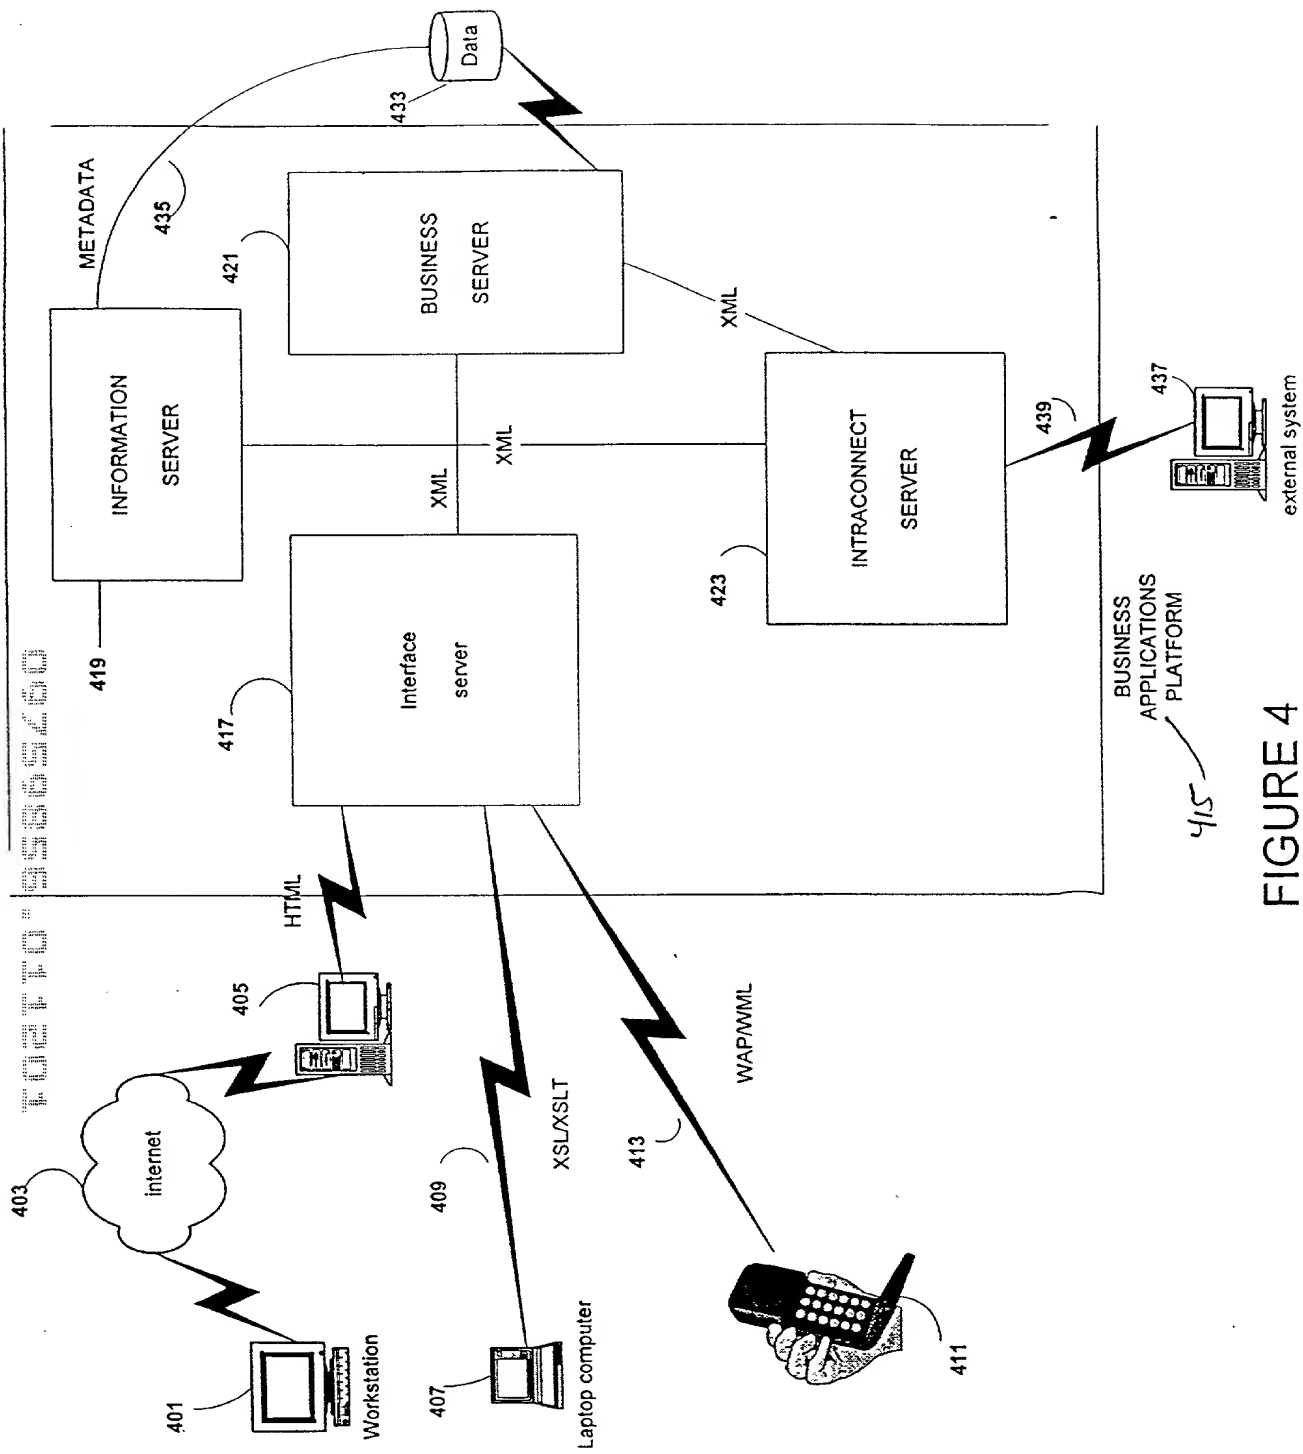 403
internet
405
HTML
401
Workstation
407
Laptop computer
409
XSL/XSLT
411
413
WAP/WML
419
INFORMATION
SERVER
METADATA
435
417
Interface
server
421
BUSINESS
SERVER
433
Data
XML
XML
XML
423
INTRACONNECT
SERVER
439
437
external system
BUSINESS
APPLICATIONS
PLATFORM
415
FIGURE 4